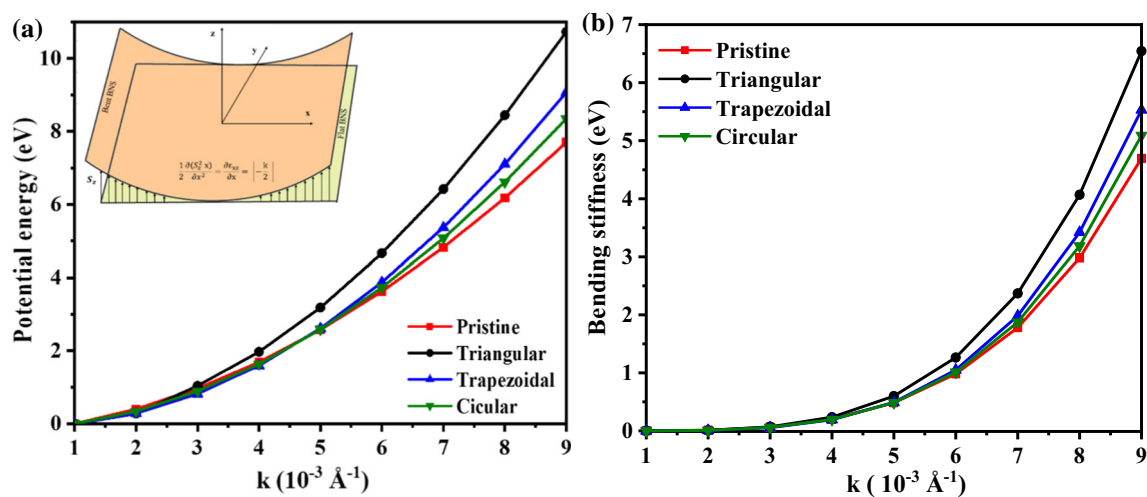 (a)
Potential energy (eV)
10
8
6
4
2
0
1 2 3 4 5 6 7 8 9
k (10⁻³ Å⁻¹)
z
y
x
Bent BNS
Flat BNS
S_z
Pristine
Triangular
Trapezoidal
Cicular
(b)
Bending stiffness (eV)
7
6
5
4
3
2
1
0
1 2 3 4 5 6 7 8 9
k ( 10⁻³ Å⁻¹)
Pristine
Triangular
Trapezoidal
Circular